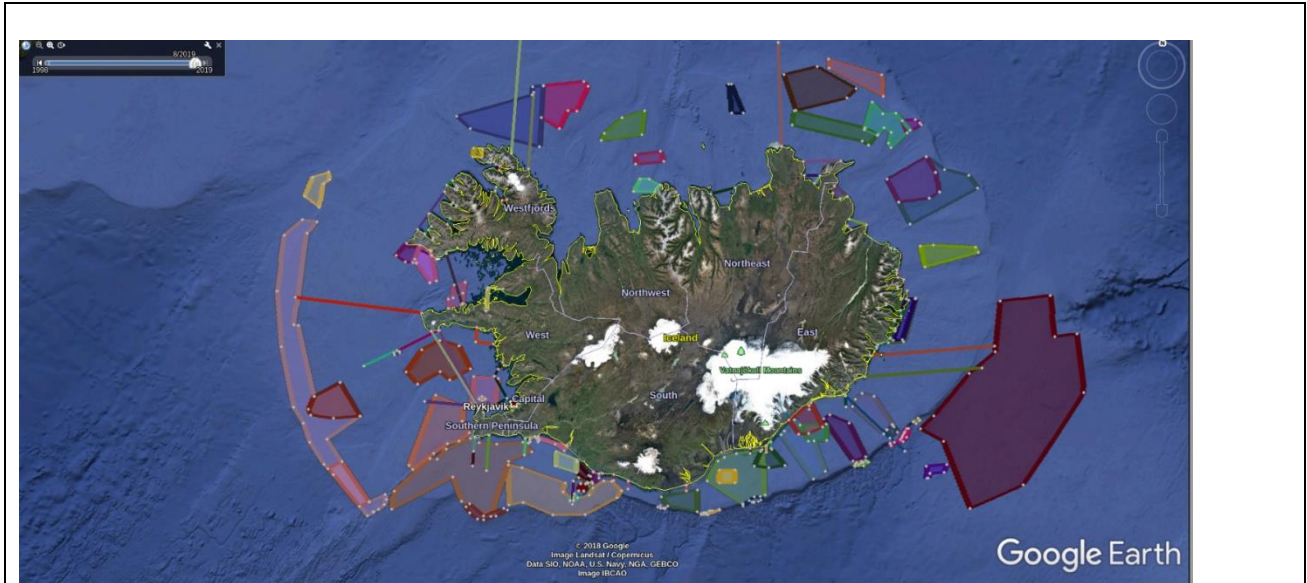 8/2019
1998
2019
N
Westfjords
Northeast
Northwest
West
East
Iceland
Vatnajökull Mountains
South
Capital
Reykjavik
Southern Peninsula
© 2018 Google
Image Landsat / Copernicus
Data SIO, NOAA, U.S. Navy, NGA, GEBCO
Image IBCAO
Google Earth